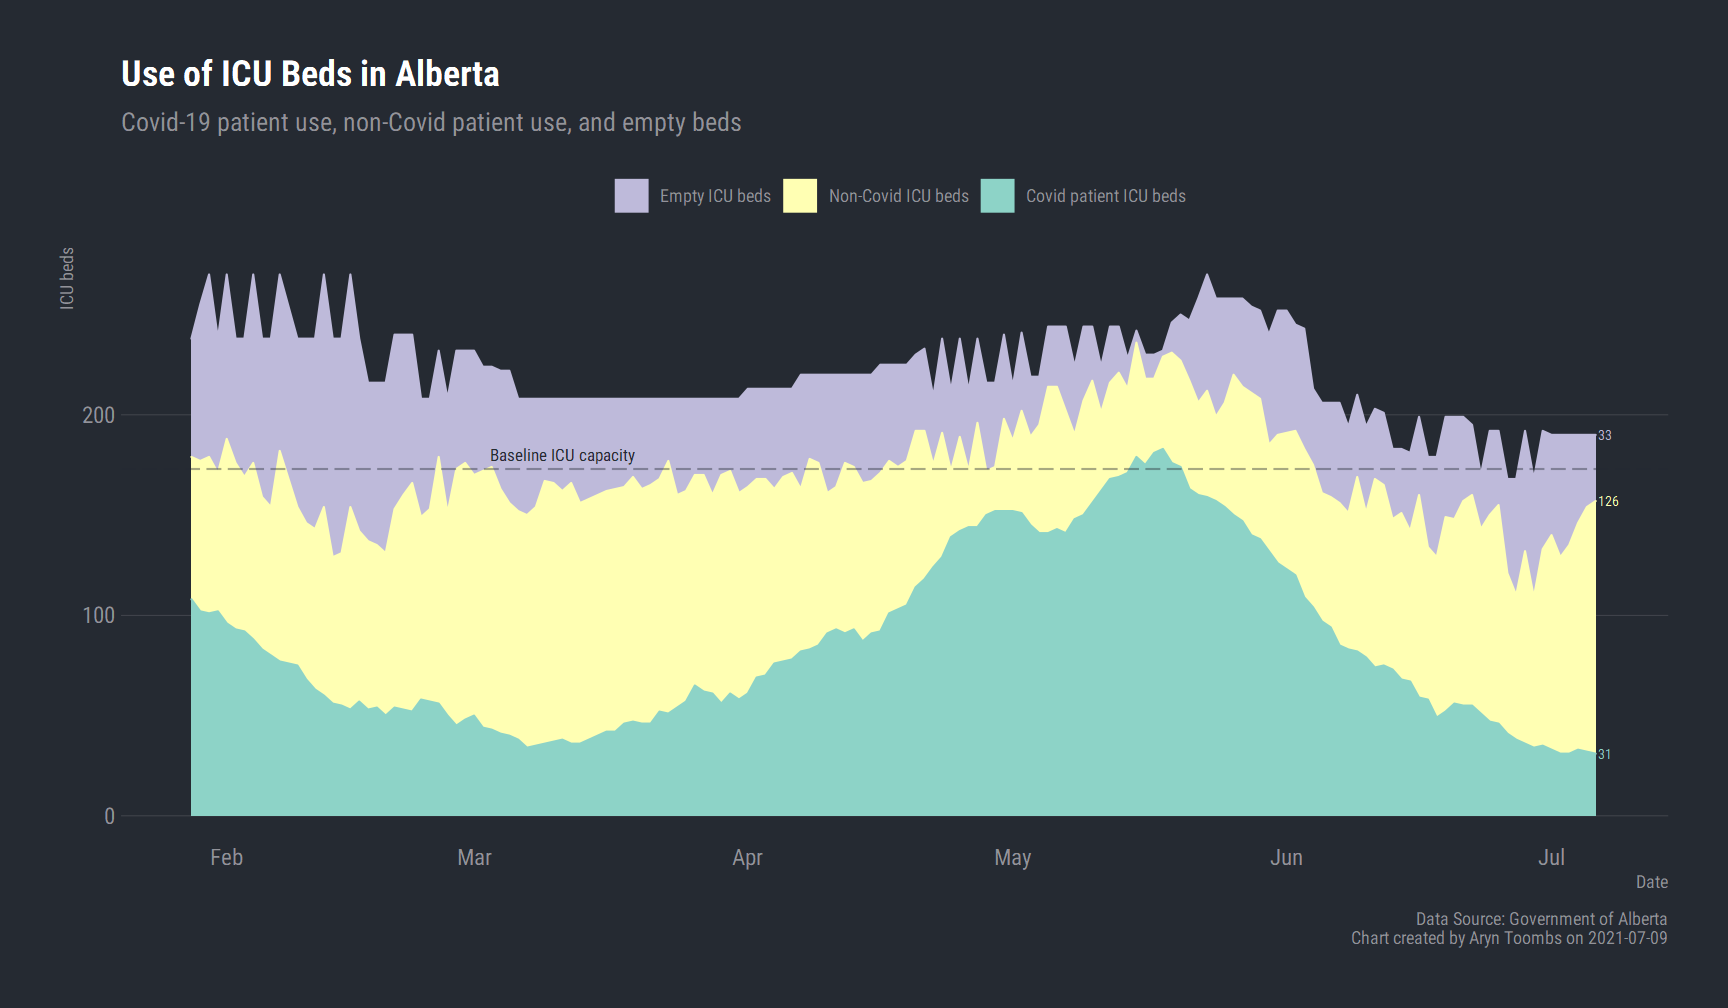 Use of ICU Beds in Alberta
Covid-19 patient use, non-Covid patient use, and empty beds
Empty ICU beds Non-Covid ICU beds Covid patient ICU beds
ICU beds
200
Baseline ICU capacity
33
126
100
31
0
Feb Mar Apr May Jun Jul
Date
Data Source: Government of Alberta
Chart created by Aryn Toombs on 2021-07-09